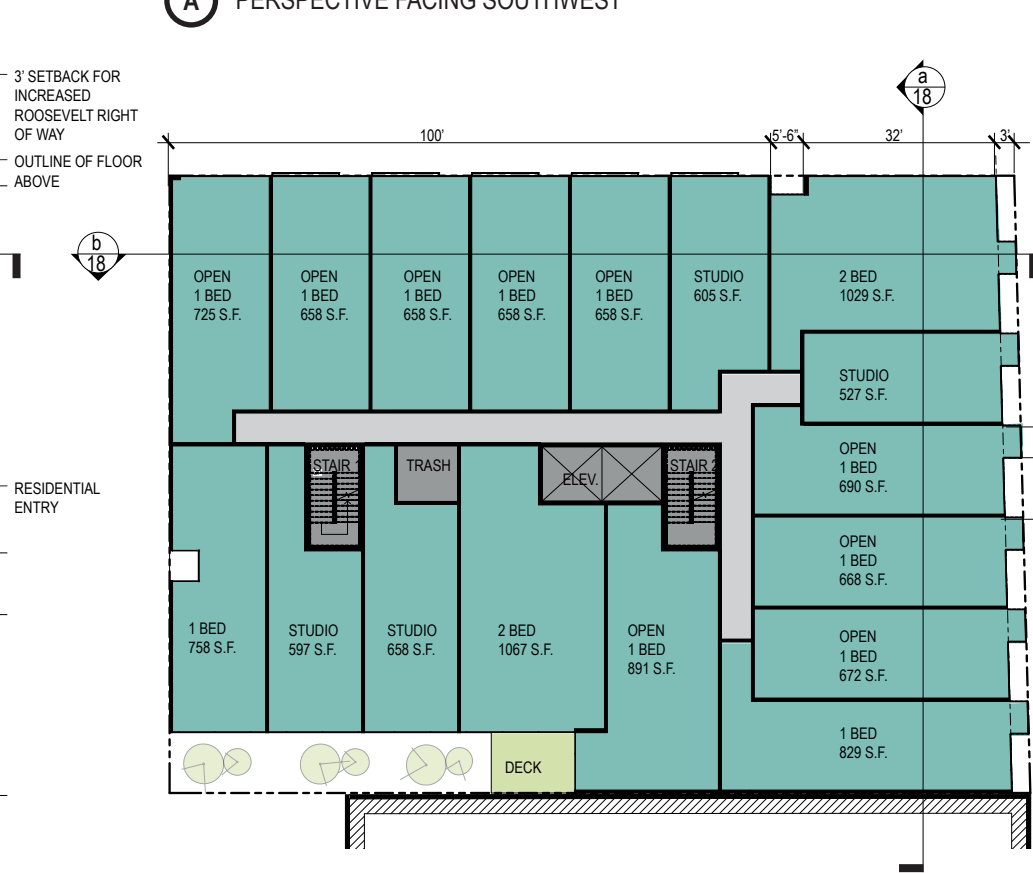 A PERSPECTIVE FACING SOUTHWEST
3' SETBACK FOR
INCREASED
ROOSEVELT RIGHT
OF WAY
OUTLINE OF FLOOR
ABOVE
a
18
100'
5'-6"
32'
3'
b
18
OPEN
1 BED
725 S.F.
OPEN
1 BED
658 S.F.
OPEN
1 BED
658 S.F.
OPEN
1 BED
658 S.F.
OPEN
1 BED
658 S.F.
STUDIO
605 S.F.
2 BED
1029 S.F.
STUDIO
527 S.F.
OPEN
1 BED
690 S.F.
STAIR 1
TRASH
ELEV.
STAIR 2
RESIDENTIAL
ENTRY
OPEN
1 BED
668 S.F.
1 BED
758 S.F.
STUDIO
597 S.F.
STUDIO
658 S.F.
2 BED
1067 S.F.
OPEN
1 BED
891 S.F.
OPEN
1 BED
672 S.F.
1 BED
829 S.F.
DECK